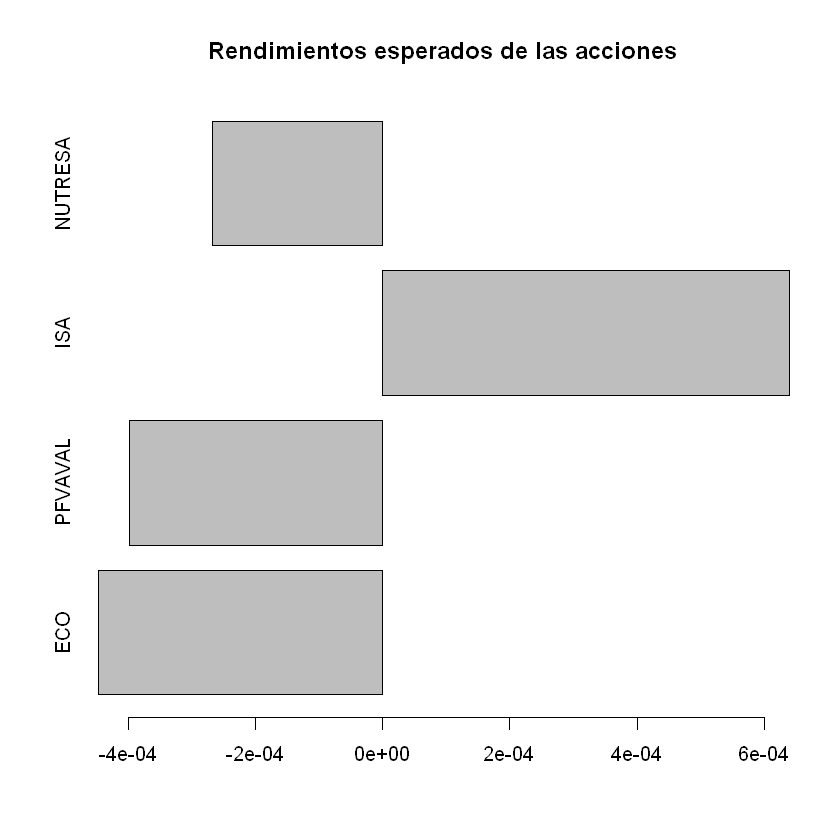 Rendimientos esperados de las acciones
NUTRESA
ISA
PFVAVAL
ECO
-4e-04 -2e-04 0e+00 2e-04 4e-04 6e-04